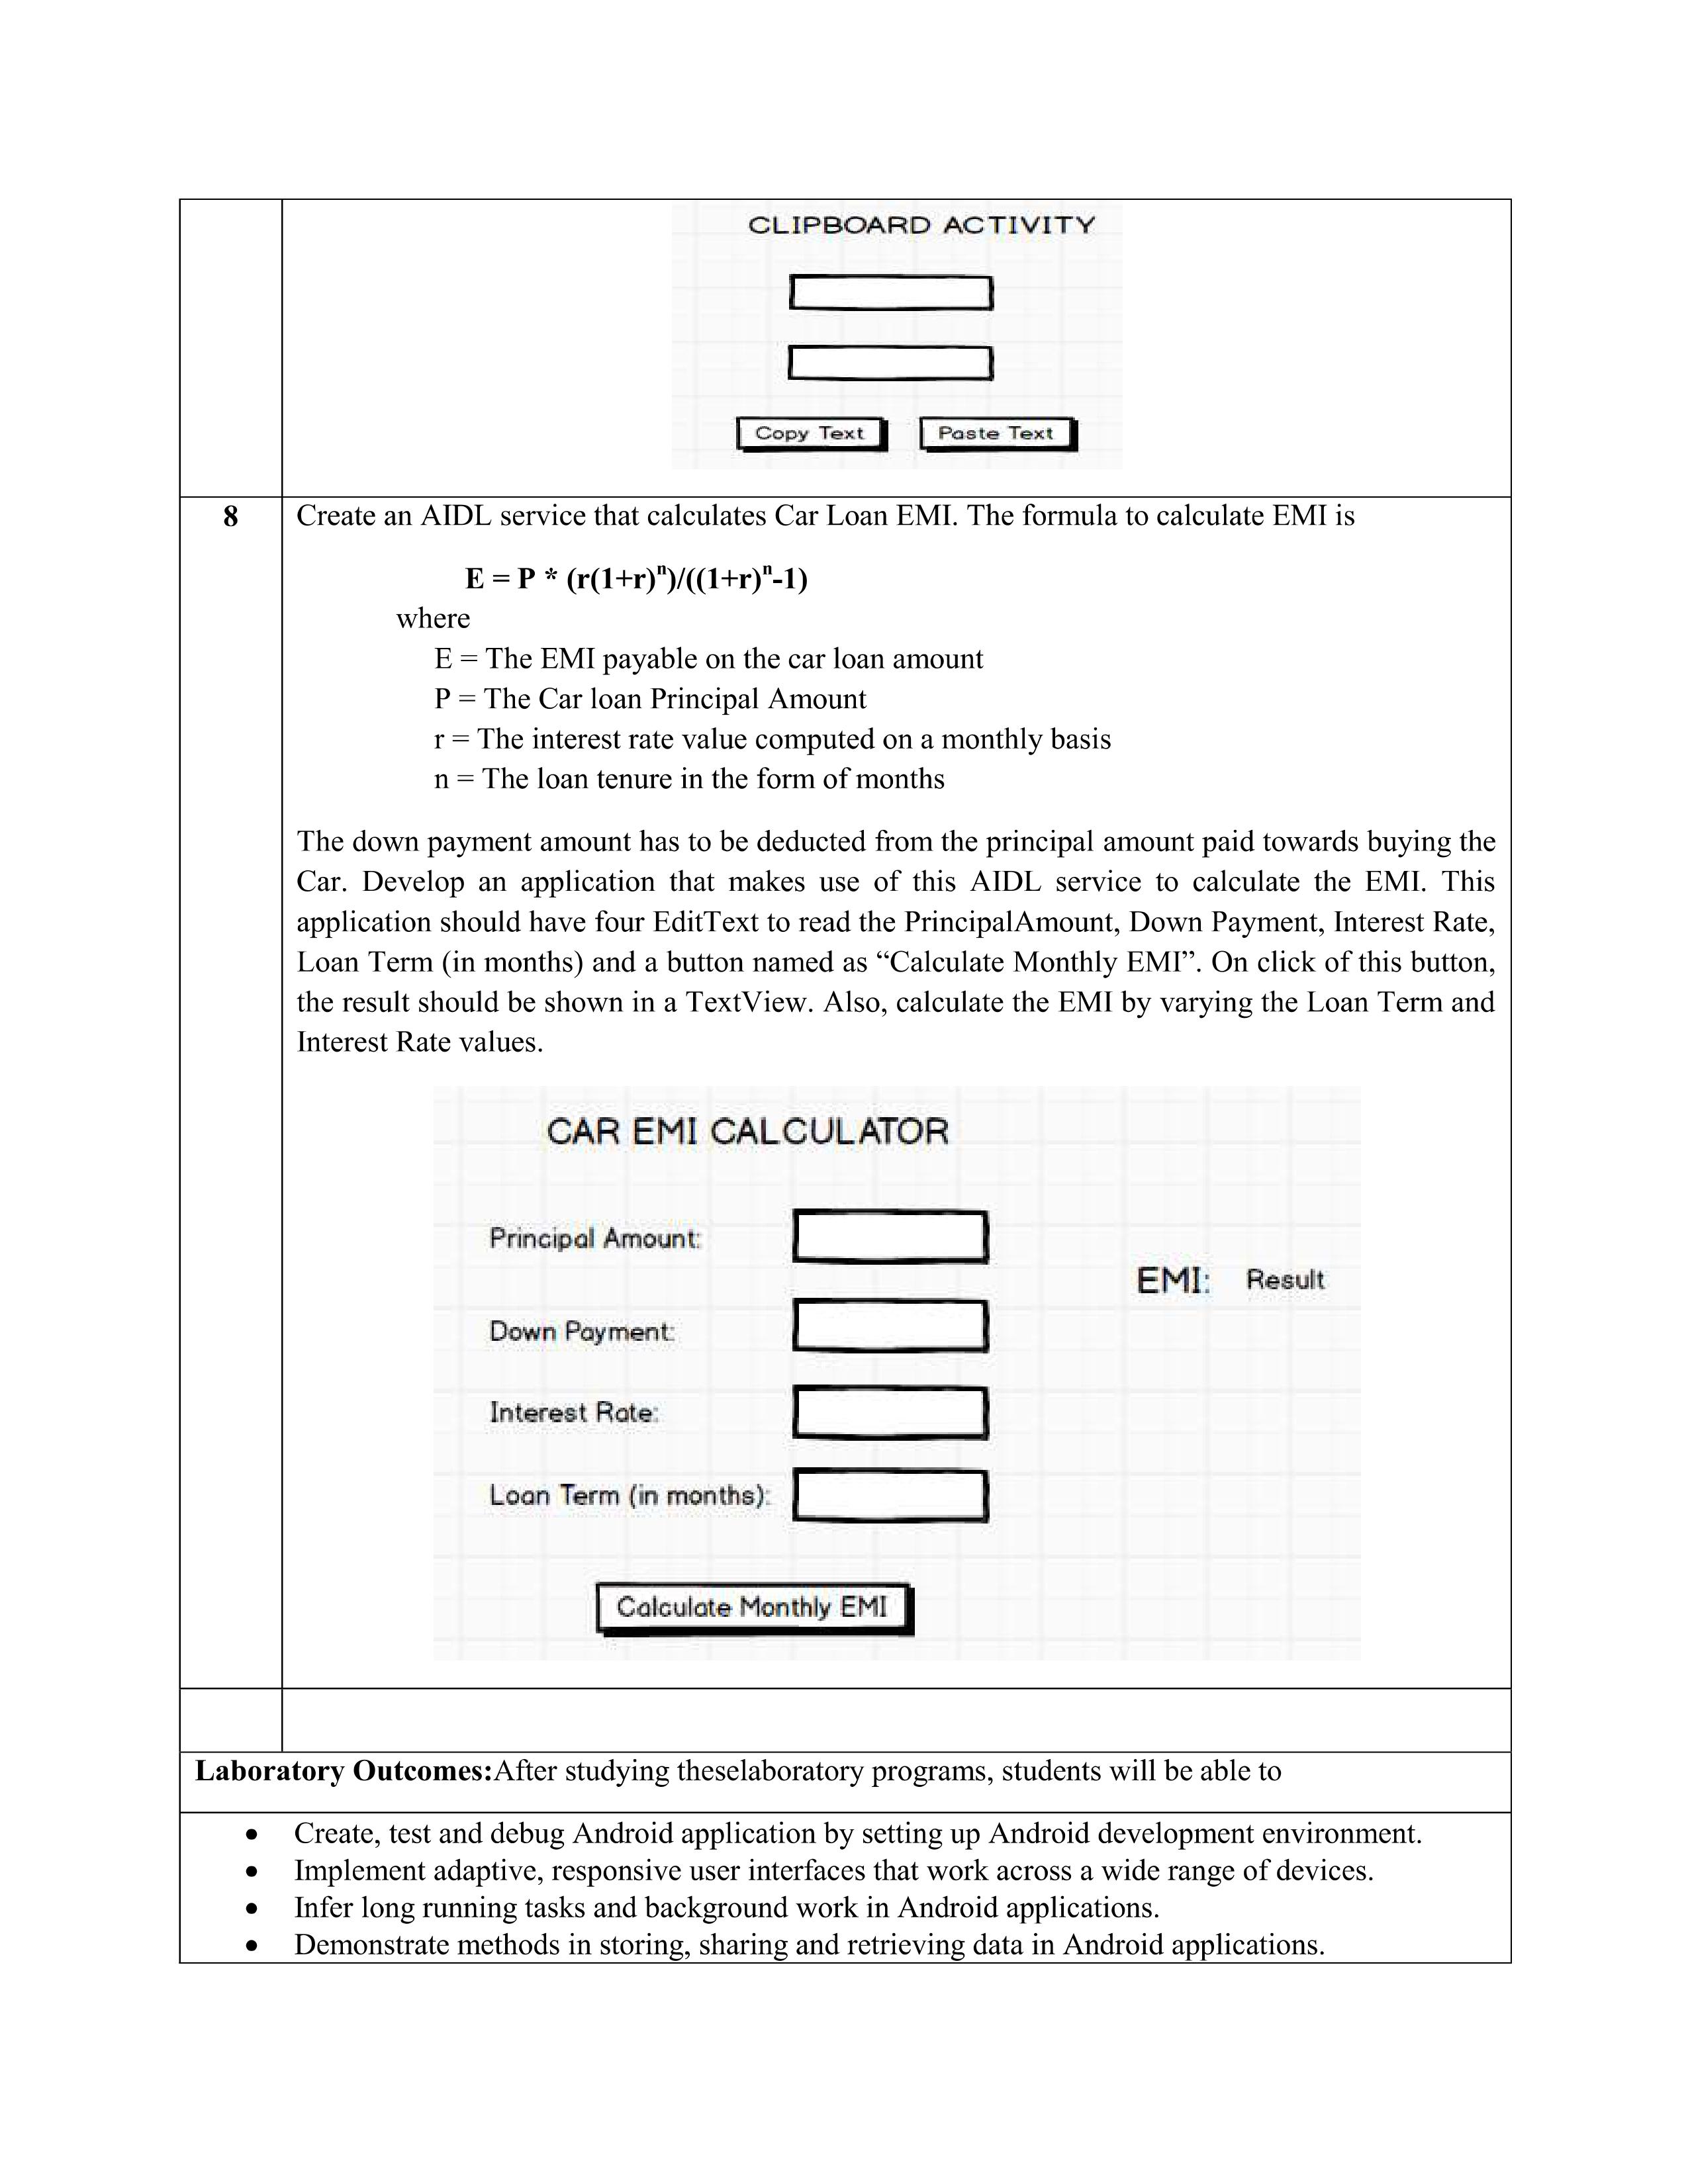 CLIPBOARD ACTIVITY
Copy Text Paste Text
8 Create an AIDL service that calculates Car Loan EMI. The formula to calculate EMI is
E = P * (r(1+r)ⁿ)/((1+r)ⁿ-1)
where
E = The EMI payable on the car loan amount
P = The Car loan Principal Amount
r = The interest rate value computed on a monthly basis
n = The loan tenure in the form of months
The down payment amount has to be deducted from the principal amount paid towards buying the
Car. Develop an application that makes use of this AIDL service to calculate the EMI. This
application should have four EditText to read the PrincipalAmount, Down Payment, Interest Rate,
Loan Term (in months) and a button named as “Calculate Monthly EMI”. On click of this button,
the result should be shown in a TextView. Also, calculate the EMI by varying the Loan Term and
Interest Rate values.
CAR EMI CALCULATOR
Principal Amount:
EMI: Result
Down Payment:
Interest Rate:
Loan Term (in months):
Calculate Monthly EMI
Laboratory Outcomes:After studying theselaboratory programs, students will be able to
• Create, test and debug Android application by setting up Android development environment.
• Implement adaptive, responsive user interfaces that work across a wide range of devices.
• Infer long running tasks and background work in Android applications.
• Demonstrate methods in storing, sharing and retrieving data in Android applications.